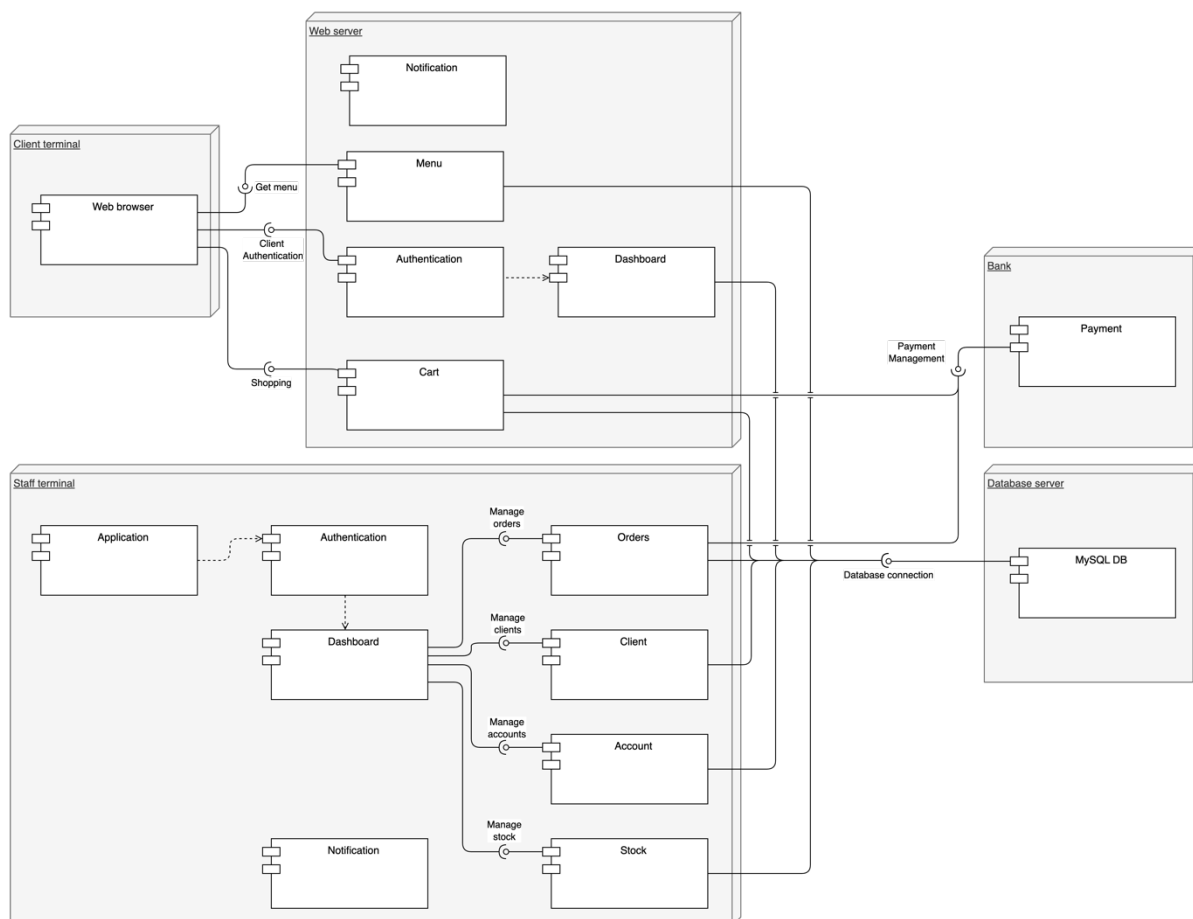 Web server
Notification
Client terminal
Web browser
Menu
Get menu
Client
Authentication
Authentication
Dashboard
Cart
Shopping
Bank
Payment
Payment
Management
Staff terminal
Application
Authentication
Dashboard
Notification
Manage
orders
Orders
Manage
clients
Client
Manage
accounts
Account
Manage
stock
Stock
Database server
MySQL DB
Database connection